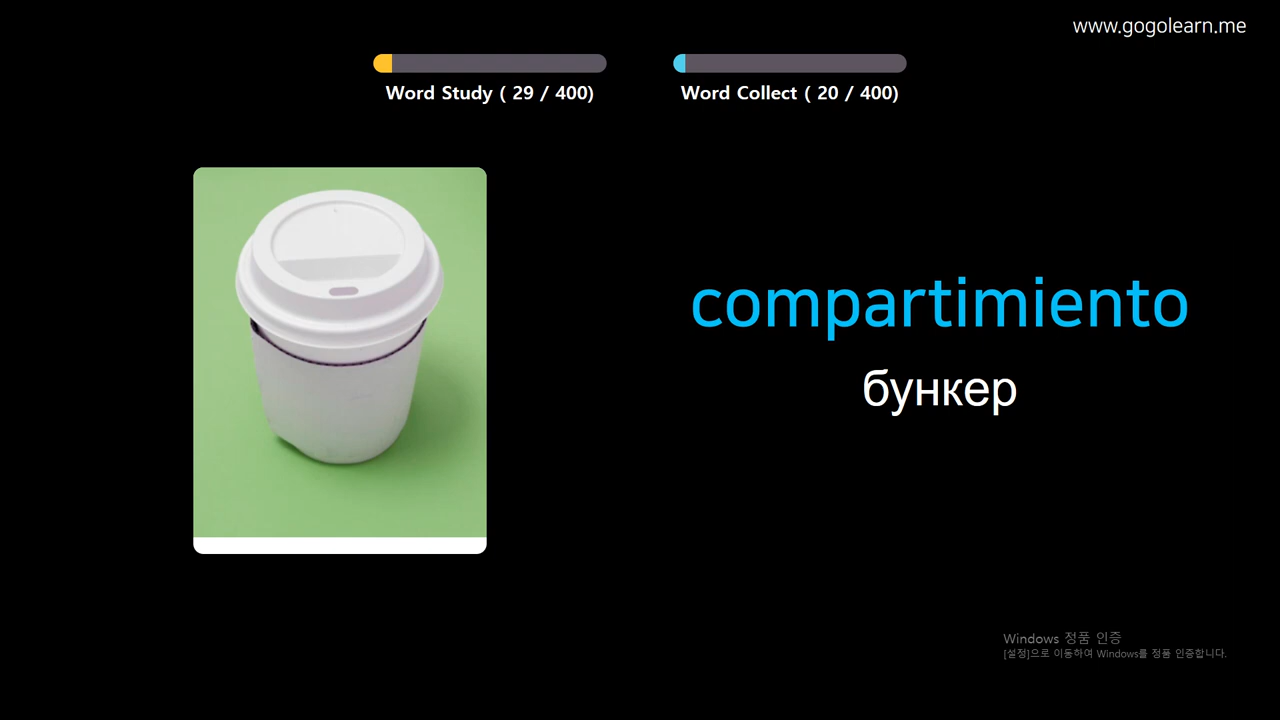 www.gogolearn.me
Word Study ( 29 / 400)
Word Collect ( 20 / 400)
compartimiento
бункер
Windows 정품 인증
[설정]으로 이동하여 Windows를 정품 인증합니다.